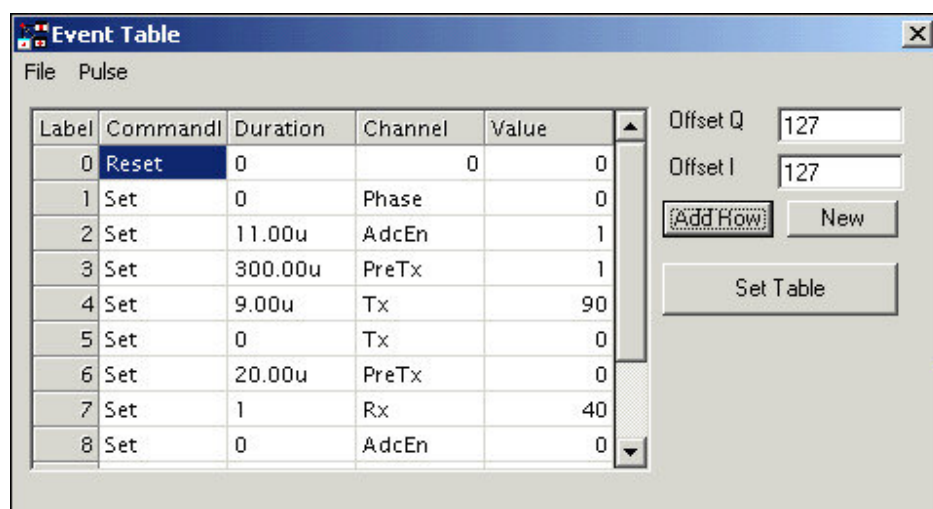 Event Table
File Pulse
Label Commandl Duration Channel Value
0 Reset 0 0 0
1 Set 0 Phase 0
2 Set 11.00u AdcEn 1
3 Set 300.00u PreTx 1
4 Set 9.00u Tx 90
5 Set 0 Tx 0
6 Set 20.00u PreTx 0
7 Set 1 Rx 40
8 Set 0 AdcEn 0
Offset Q 127
Offset I 127
Add Row New
Set Table